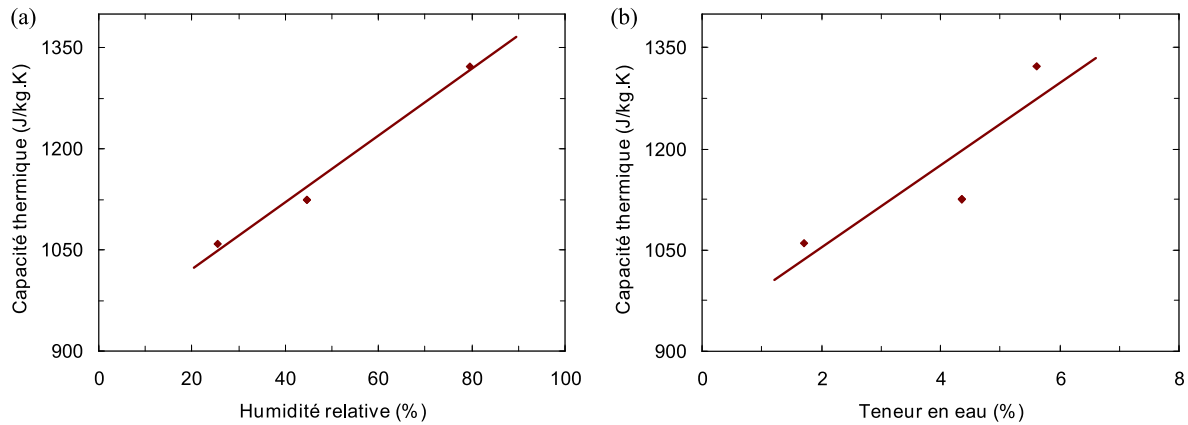 (a)
Capacité thermique (J/kg.K)
1350
1200
1050
900
0 20 40 60 80 100
Humidité relative (%)
(b)
Capacité thermique (J/kg.K)
1350
1200
1050
900
0 2 4 6 8
Teneur en eau (%)